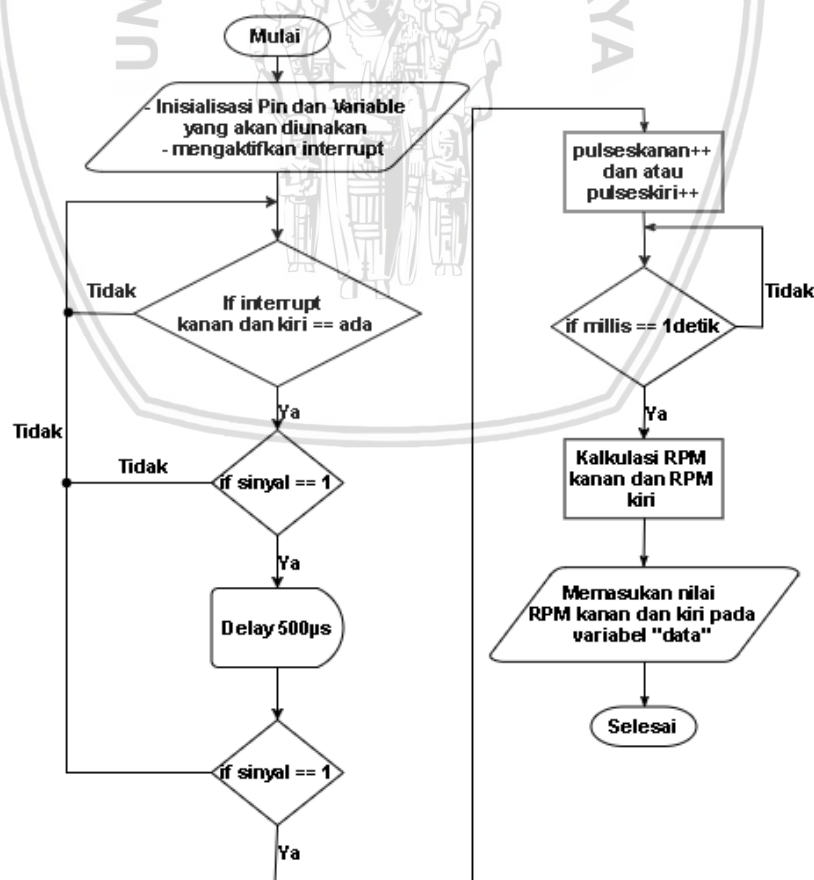 Mulai
- Inisialisasi Pin dan Variable
yang akan diunakan
- mengaktifkan interrupt
Tidak
If interrupt
kanan dan kiri == ada
Ya
Tidak
Tidak
if sinyal == 1
Ya
Delay 500µs
if sinyal == 1
Ya
pulseskanan++
dan atau
pulseskiri++
Tidak
if millis == 1detik
Ya
Kalkulasi RPM
kanan dan RPM
kiri
Memasukan nilai
RPM kanan dan kiri pada
variabel "data"
Selesai